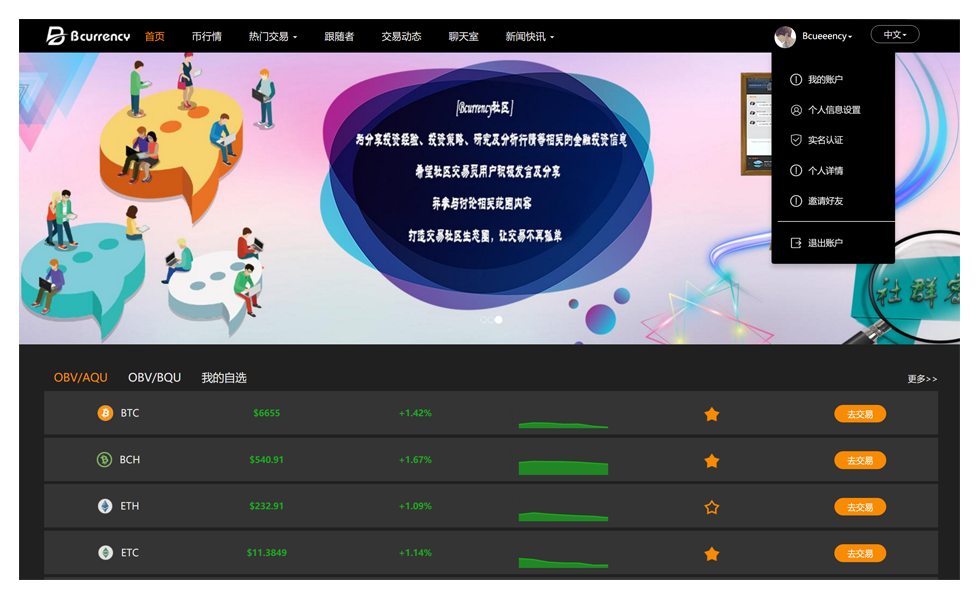 Bcurrency 首页 币行情 热门交易 跟随者 交易动态 聊天室 新闻快讯 Bcueeency 中文
我的账户
个人信息设置
实名认证
个人详情
邀请好友
退出账户
[Bcurrency社区]
为分享投资经验、投资策略、研究及分析行情等相关的金融投资信息
希望社区交易员用户积极发言及分享
并参与讨论相关范围内容
打造交易社区生态圈,让交易不再孤单
社群
OBV/AQU OBV/BQU 我的自选 更多>>
BTC $6655 +1.42% 去交易
BCH $540.91 +1.67% 去交易
ETH $232.91 +1.09% 去交易
ETC $11.3849 +1.14% 去交易